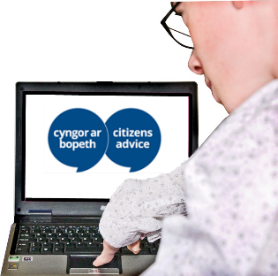 cyngor ar
bopeth
citizens
advice